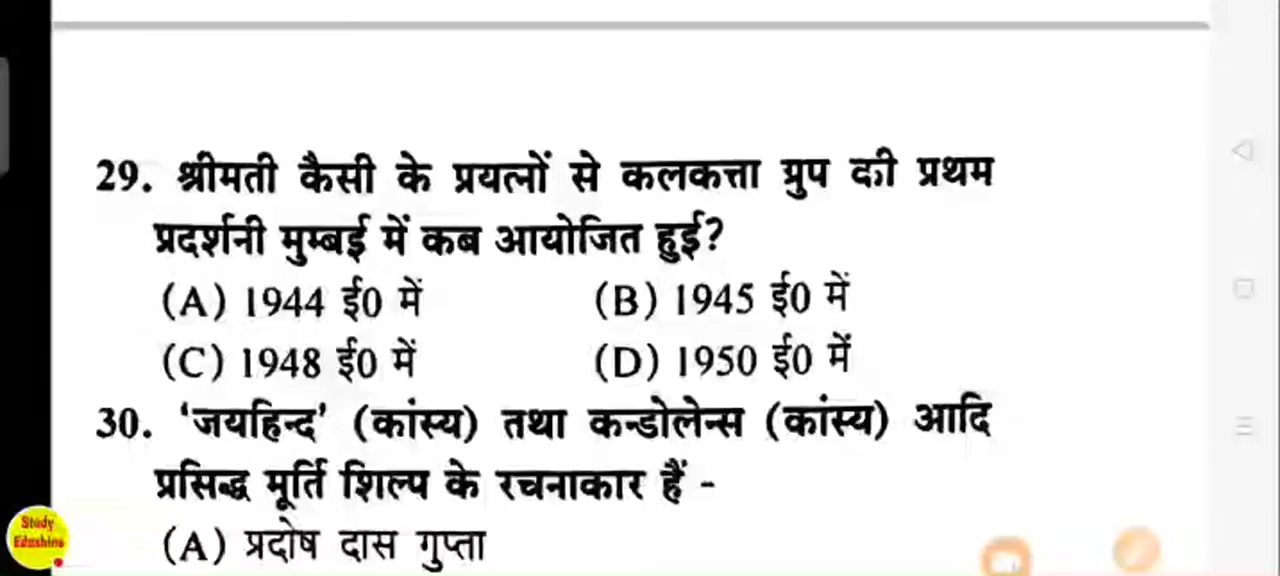 29. श्रीमती कैसी के प्रयत्नों से कलकत्ता ग्रुप की प्रथम
प्रदर्शनी मुम्बई में कब आयोजित हुई?
(A) 1944 ई0 में (B) 1945 ई0 में
(C) 1948 ई0 में (D) 1950 ई0 में
30. ‘जयहिन्द’ (कांस्य) तथा कन्डोलेन्स (कांस्य) आदि
प्रसिद्ध मूर्ति शिल्प के रचनाकार हैं -
(A) प्रदोष दास गुप्ता
Study
Edushine